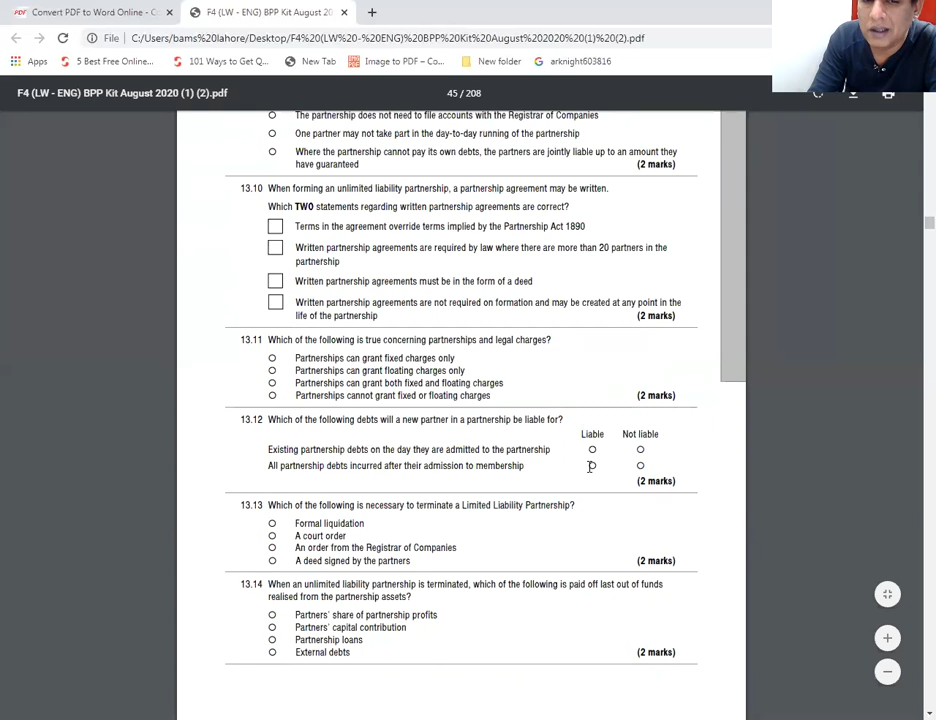 Convert PDF to Word Online - C
F4 (LW - ENG) BPP Kit August 202
File
C:/Users/bams%20lahore/Desktop/F4%20(LW%20-%20ENG)%20BPP%20Kit%20August%202020%20(1)%20(2).pdf
Apps
5 Best Free Online...
101 Ways to Get Q...
New Tab
Image to PDF – Co...
New folder
arknight603816
F4 (LW - ENG) BPP Kit August 2020 (1) (2).pdf
45 / 208
The partnership does not need to file accounts with the Registrar of Companies
One partner may not take part in the day-to-day running of the partnership
Where the partnership cannot pay its own debts, the partners are jointly liable up to an amount they
have guaranteed (2 marks)
13.10 When forming an unlimited liability partnership, a partnership agreement may be written.
Which TWO statements regarding written partnership agreements are correct?
Terms in the agreement override terms implied by the Partnership Act 1890
Written partnership agreements are required by law where there are more than 20 partners in the
partnership
Written partnership agreements must be in the form of a deed
Written partnership agreements are not required on formation and may be created at any point in the
life of the partnership (2 marks)
13.11 Which of the following is true concerning partnerships and legal charges?
Partnerships can grant fixed charges only
Partnerships can grant floating charges only
Partnerships can grant both fixed and floating charges
Partnerships cannot grant fixed or floating charges (2 marks)
13.12 Which of the following debts will a new partner in a partnership be liable for?
Liable Not liable
Existing partnership debts on the day they are admitted to the partnership
All partnership debts incurred after their admission to membership
(2 marks)
13.13 Which of the following is necessary to terminate a Limited Liability Partnership?
Formal liquidation
A court order
An order from the Registrar of Companies
A deed signed by the partners (2 marks)
13.14 When an unlimited liability partnership is terminated, which of the following is paid off last out of funds
realised from the partnership assets?
Partners' share of partnership profits
Partners' capital contribution
Partnership loans
External debts (2 marks)